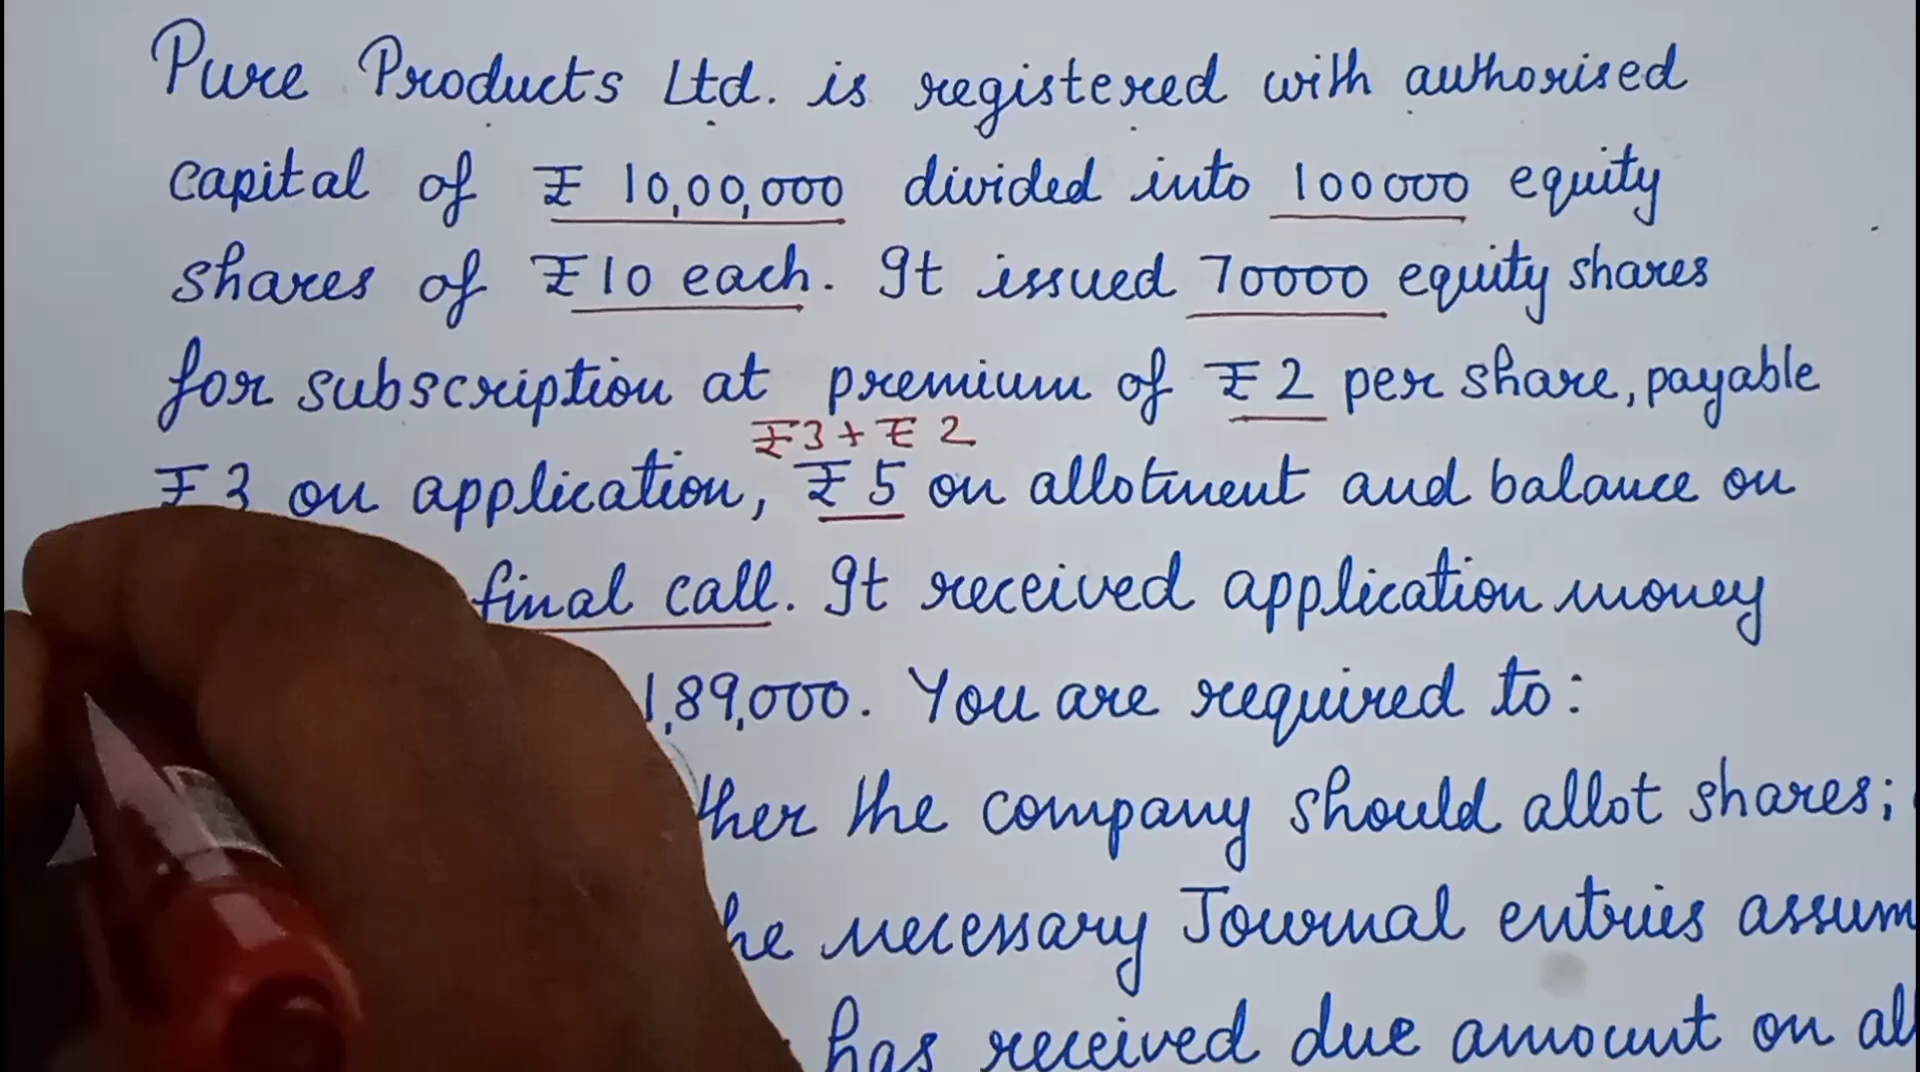 Pure Products Ltd. is registered with authorised
capital of ₹ 10,00,000 divided into 100000 equity
shares of ₹10 each. It issued 70000 equity shares
for subscription at premium of ₹2 per share, payable
₹3 + ₹ 2
₹3 on application, ₹5 on allotment and balance on
final call. It received application money
1,89,000. You are required to:
ther the company should allot shares;
he necessary Journal entries assum
has received due amount on al